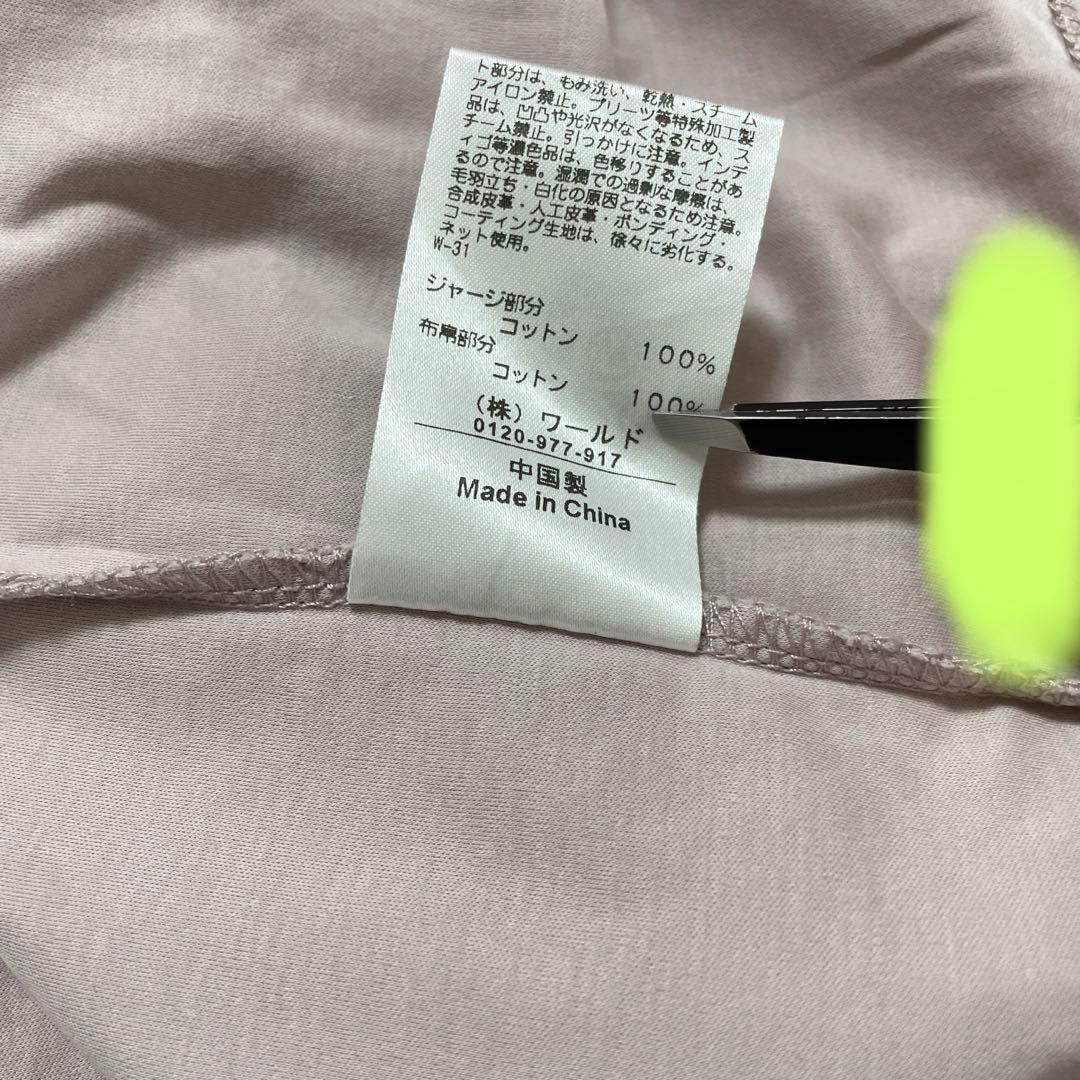 ト部分は、もみ洗い、乾熱・スチーム
アイロン禁止。プリーツ等特殊加工製
品は、凹凸や光沢がなくなるため、ス
チーム禁止。引っかけに注意。インデ
ィゴ等濃色品は、色移りすることがあ
るので注意。湿潤での過剰な摩擦は、
毛羽立ち・白化の原因となるため注意。
合成皮革・人工皮革・ボンディング・
コーティング生地は、徐々に劣化する。
ネット使用。
W-31
ジャージ部分
コットン 100%
布帛部分
コットン 100%
(株)ワールド
0120-977-917
中国製
Made in China